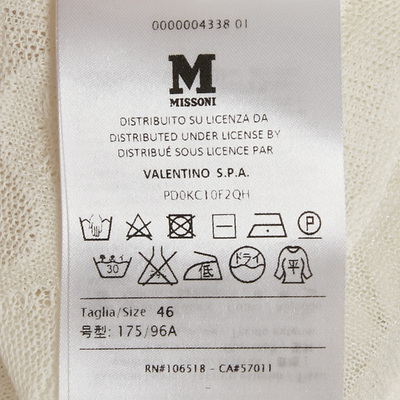 0000004338 01
M
MISSONI
DISTRIBUITO SU LICENZA DA
DISTRIBUTED UNDER LICENSE BY
DISTRIBUÉ SOUS LICENCE PAR
VALENTINO S.P.A.
PD0KC10F2QH
P
30 低 ドライ 平
Taglia/Size 46
号型: 175/96A
RN#106518 - CA#57011